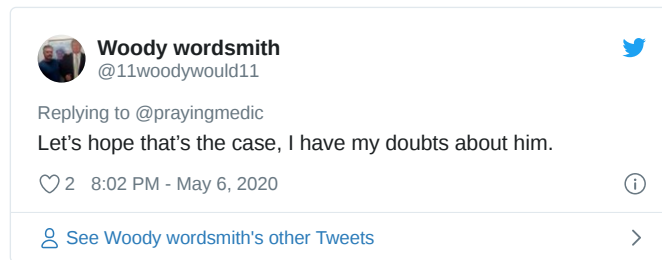 Woody wordsmith
@11woodywould11
Replying to @prayingmedic
Let’s hope that’s the case, I have my doubts about him.
2 8:02 PM - May 6, 2020
See Woody wordsmith's other Tweets